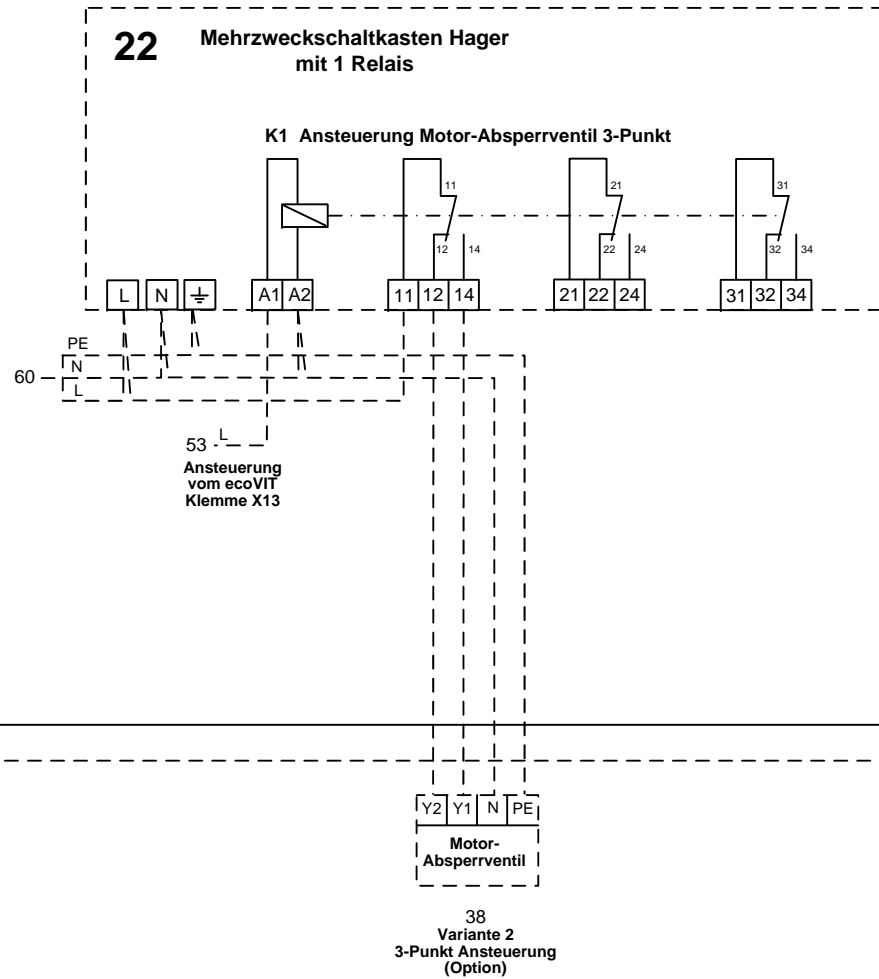 22
Mehrzweckschaltkasten Hager
mit 1 Relais
K1 Ansteuerung Motor-Absperrventil 3-Punkt
11 21 31
12 14 22 24 32 34
L N A1 A2 11 12 14 21 22 24 31 32 34
PE
N
60
L
L
53
Ansteuerung
vom ecoVIT
Klemme X13
Y2 Y1 N PE
Motor-
Absperrventil
38
Variante 2
3-Punkt Ansteuerung
(Option)